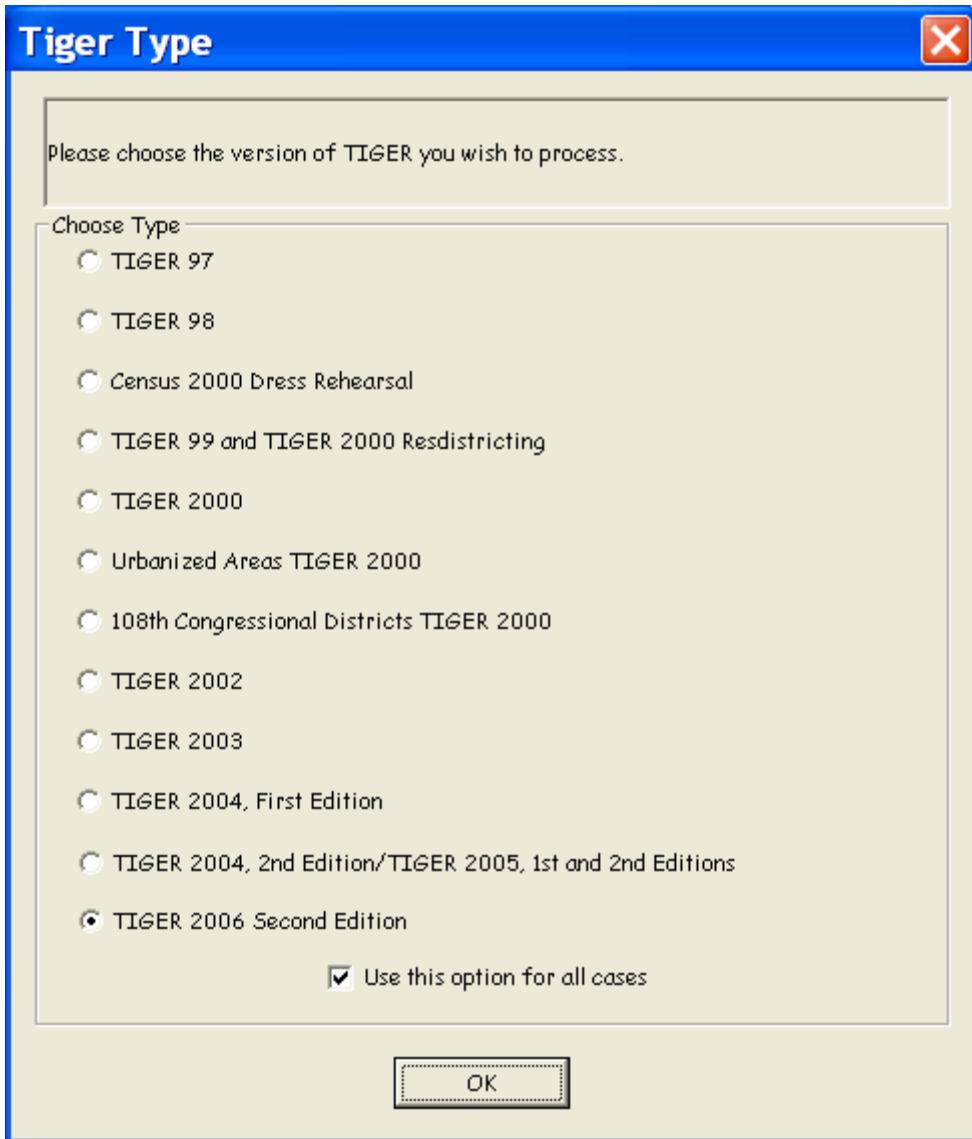 Tiger Type
Please choose the version of TIGER you wish to process.
Choose Type
TIGER 97
TIGER 98
Census 2000 Dress Rehearsal
TIGER 99 and TIGER 2000 Resdistricting
TIGER 2000
Urbanized Areas TIGER 2000
108th Congressional Districts TIGER 2000
TIGER 2002
TIGER 2003
TIGER 2004, First Edition
TIGER 2004, 2nd Edition/TIGER 2005, 1st and 2nd Editions
TIGER 2006 Second Edition
Use this option for all cases
OK